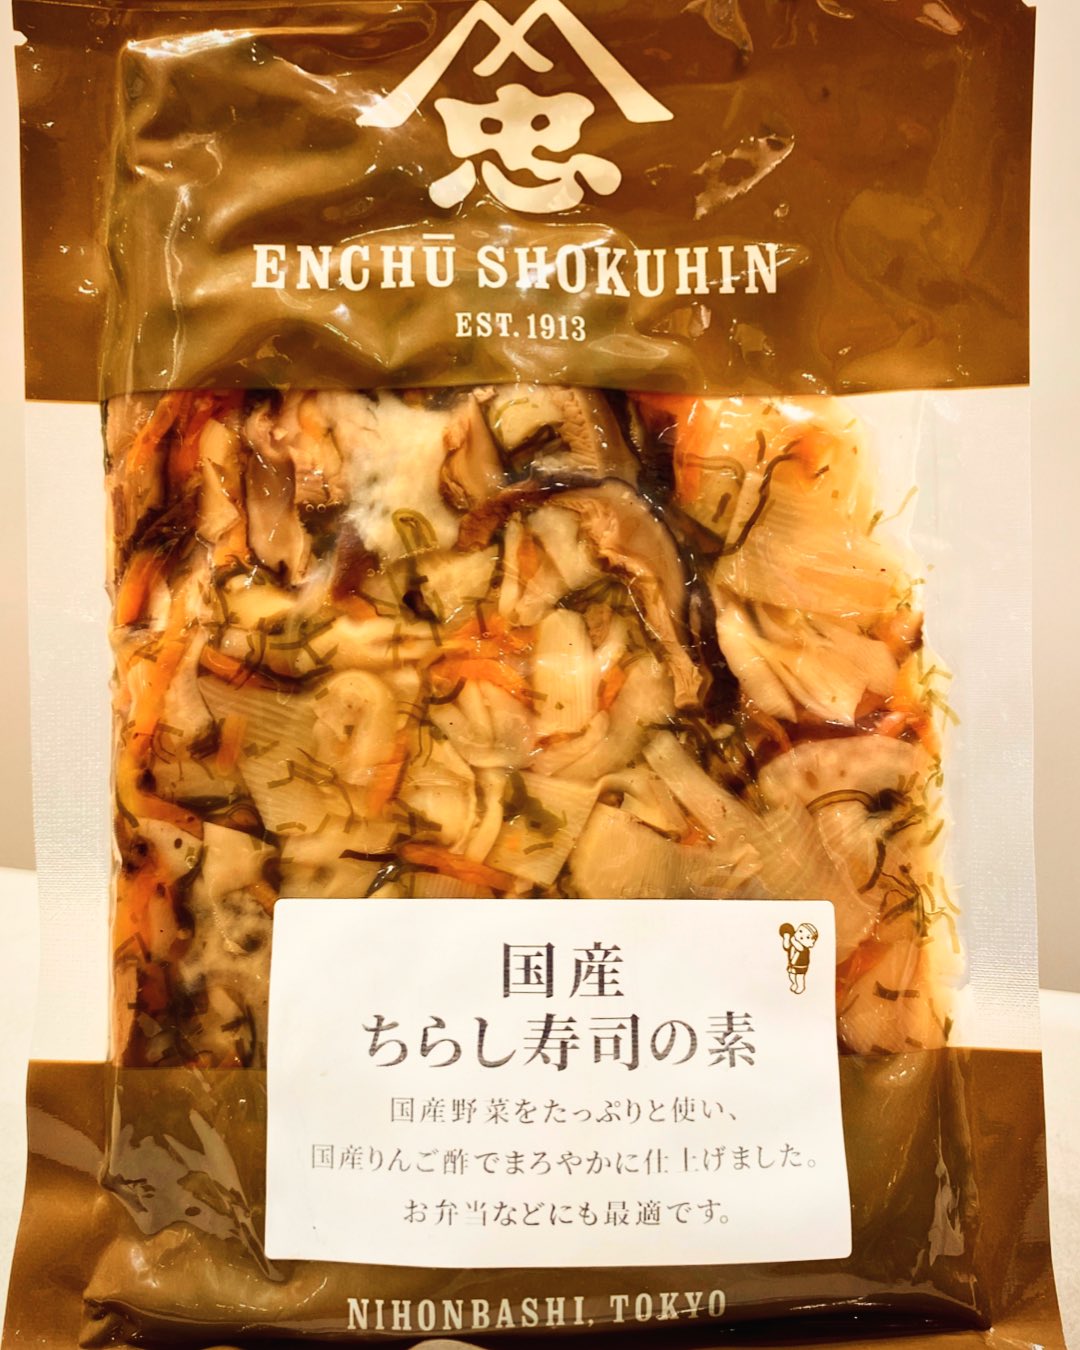 忠
ENCHŪ SHOKUHIN
EST. 1913
国産
ちらし寿司の素
国産野菜をたっぷりと使い、
国産りんご酢でまろやかに仕上げました。
お弁当などにも最適です。
NIHONBASHI, TOKYO